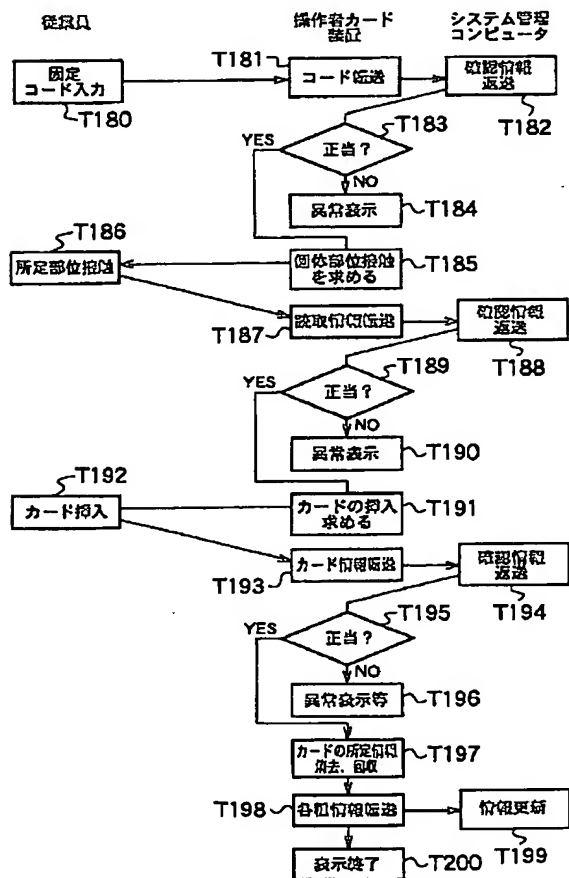 従業員
操作者カード
装置
システム管理
コンピュータ
固定
コード入力
T180
T181
コード転送
確認情報
返送
T182
T183
YES
正当?
NO
異常表示
T184
T186
所定部位接触
固体部位接触
を求める
T185
読取情報転送
T187
確認情報
返送
T188
T189
YES
正当?
NO
異常表示
T190
T192
カード挿入
カードの挿入
求める
T191
カード情報転送
T193
確認情報
返送
T194
T195
YES
正当?
NO
異常表示等
T196
カードの所定情報
消去、回収
T197
T198
各種情報転送
情報更新
T199
表示終了
T200